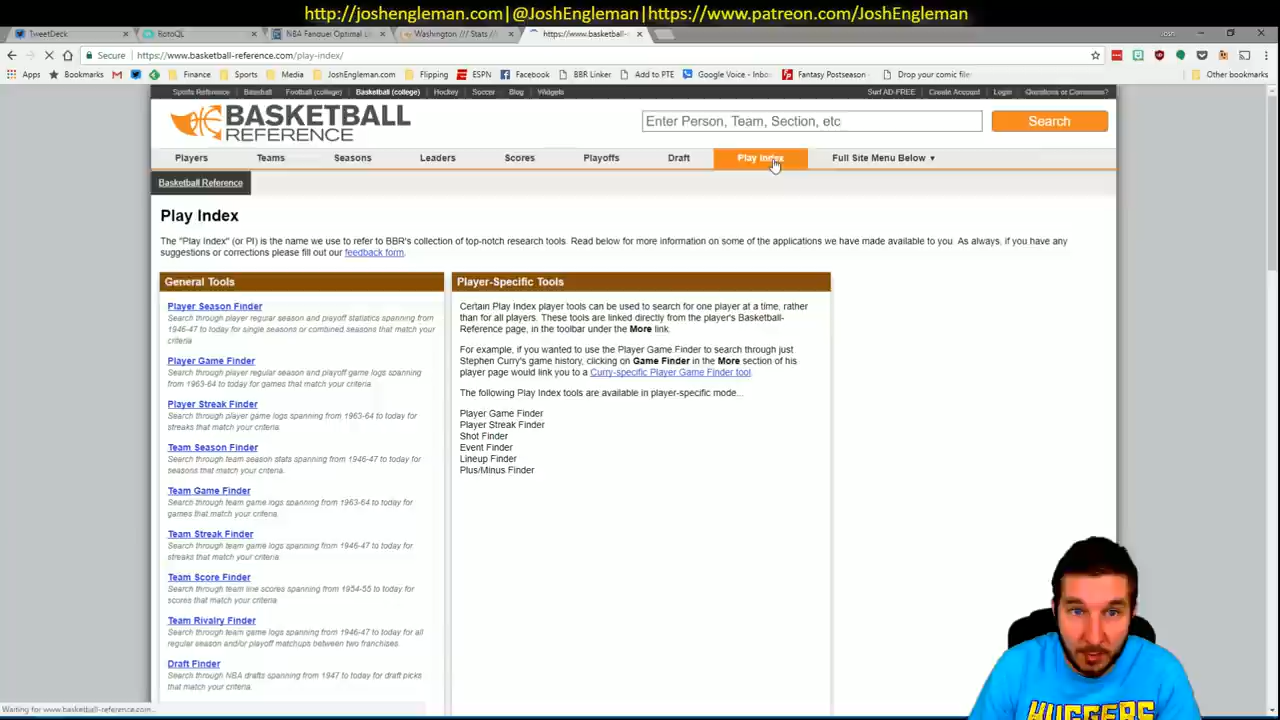 http://joshengleman.com|@JoshEngleman|https://www.patreon.com/JoshEngleman
TweetDeck
RotoQL
NBA Fanduel Optimal Li
Washington /// Stats //
https://www.basketball-
Josh
Secure
https://www.basketball-reference.com/play-index/
Apps
Bookmarks
Finance
Sports
Media
JoshEngleman.com
Flipping
ESPN
Facebook
BBR Linker
Add to PTE
Google Voice - Inbo
Fantasy Postseason
Drop your comic file
Other bookmarks
Sports Reference
Baseball
Football (college)
Basketball (college)
Hockey
Soccer
Blog
Widgets
Surf AD-FREE
Create Account
Login
Questions or Comments?
BASKETBALL
REFERENCE
Enter Person, Team, Section, etc
Search
Players
Teams
Seasons
Leaders
Scores
Playoffs
Draft
Play Index
Full Site Menu Below ▼
Basketball Reference
Play Index
The "Play Index" (or PI) is the name we use to refer to BBR's collection of top-notch research tools. Read below for more information on some of the applications we have made available to you. As always, if you have any
suggestions or corrections please fill out our feedback form.
General Tools
Player Season Finder
Search through player regular season and playoff statistics spanning from
1946-47 to today for single seasons or combined seasons that match your
criteria
Player Game Finder
Search through player regular season and playoff game logs spanning
from 1963-64 to today for games that match your criteria.
Player Streak Finder
Search through player game logs spanning from 1963-64 to today for
streaks that match your criteria.
Team Season Finder
Search through team season stats spanning from 1946-47 to today for
seasons that match your criteria.
Team Game Finder
Search through team game logs spanning from 1963-64 to today for
games that match your criteria.
Team Streak Finder
Search through team game logs spanning from 1946-47 to today for
streaks that match your criteria.
Team Score Finder
Search through team line scores spanning from 1954-55 to today for
scores that match your criteria.
Team Rivalry Finder
Search through team game logs spanning from 1946-47 to today for all
regular season and/or playoff matchups between two franchises.
Draft Finder
Search through NBA drafts spanning from 1947 to today for draft picks
that match your criteria.
Player-Specific Tools
Certain Play Index player tools can be used to search for one player at a time, rather
than for all players. These tools are linked directly from the player's Basketball-
Reference page, in the toolbar under the More link.
For example, if you wanted to use the Player Game Finder to search through just
Stephen Curry's game history, clicking on Game Finder in the More section of his
player page would link you to a Curry-specific Player Game Finder tool.
The following Play Index tools are available in player-specific mode...
Player Game Finder
Player Streak Finder
Shot Finder
Event Finder
Lineup Finder
Plus/Minus Finder
Waiting for www.basketball-reference.com...
HUGGERS